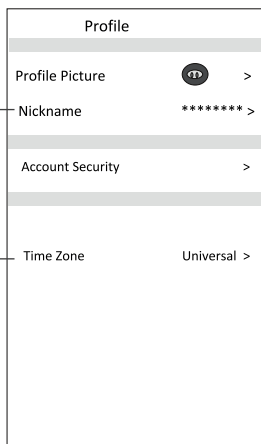 Profile
Profile Picture >
Nickname ******** >
Account Security >
Time Zone Universal >